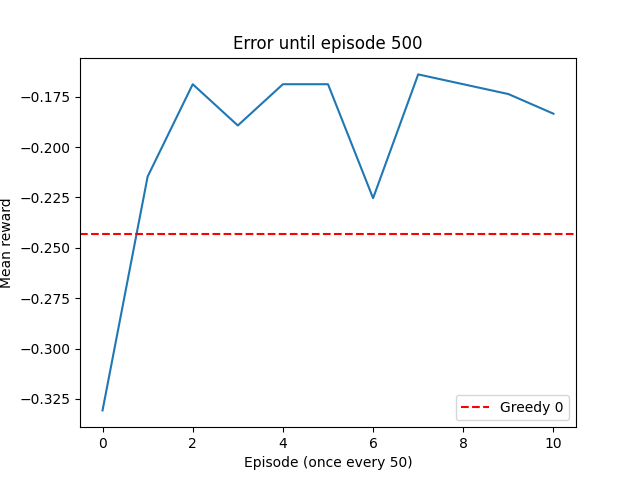 Error until episode 500
Mean reward
−0.175
−0.200
−0.225
−0.250
−0.275
−0.300
−0.325
Greedy 0
0 2 4 6 8 10
Episode (once every 50)